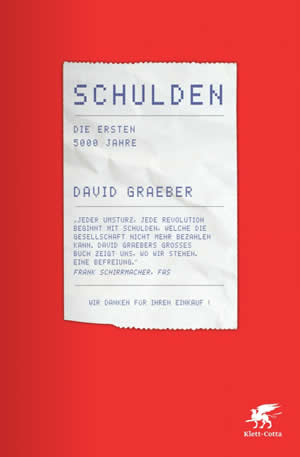 SCHULDEN
DIE ERSTEN
5000 JAHRE
DAVID GRAEBER
„JEDER UMSTURZ, JEDE REVOLUTION
BEGINNT MIT SCHULDEN, WELCHE DIE
GESELLSCHAFT NICHT MEHR BEZAHLEN
KANN. DAVID GRAEBERS GROSSES
BUCH ZEIGT UNS, WO WIR STEHEN.
EINE BEFREIUNG.“
FRANK SCHIRRMACHER, FAS
WIR DANKEN FÜR IHREN EINKAUF !
Klett-Cotta